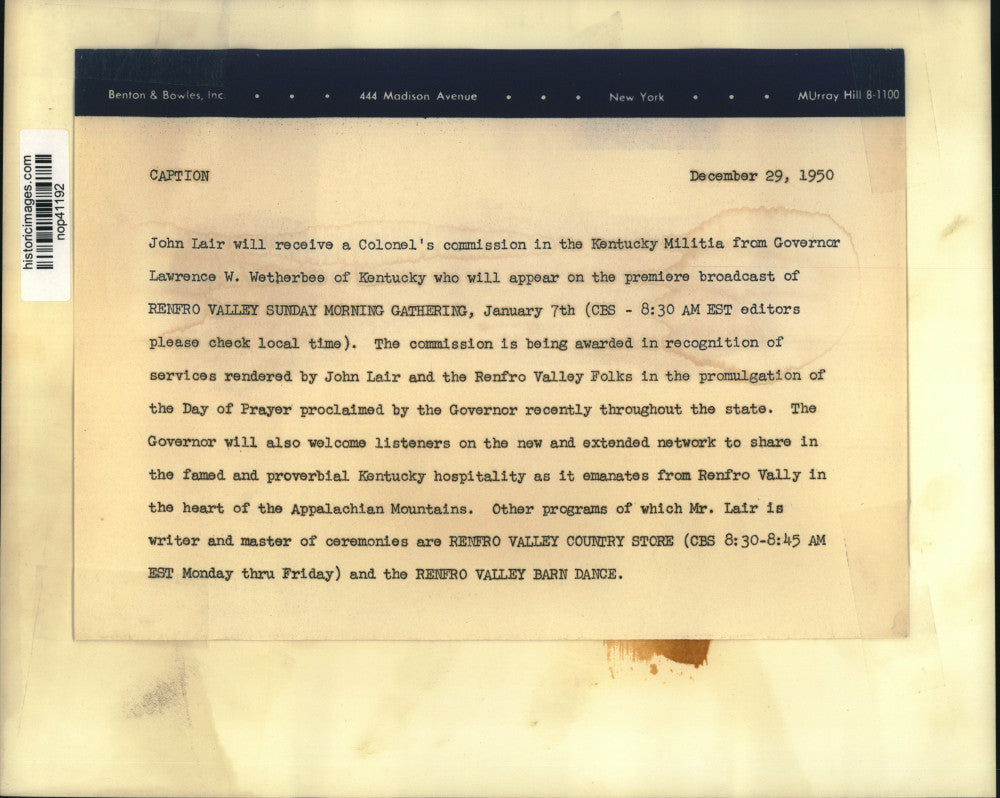 Benton & Bowles, Inc. • • • 444 Madison Avenue • • • New York • • • MUrray Hill 8-1100
CAPTION December 29, 1950
John Lair will receive a Colonel's commission in the Kentucky Militia from Governor
Lawrence W. Wetherbee of Kentucky who will appear on the premiere broadcast of
RENFRO VALLEY SUNDAY MORNING GATHERING, January 7th (CBS - 8:30 AM EST editors
please check local time). The commission is being awarded in recognition of
services rendered by John Lair and the Renfro Valley Folks in the promulgation of
the Day of Prayer proclaimed by the Governor recently throughout the state. The
Governor will also welcome listeners on the new and extended network to share in
the famed and proverbial Kentucky hospitality as it emanates from Renfro Vally in
the heart of the Appalachian Mountains. Other programs of which Mr. Lair is
writer and master of ceremonies are RENFRO VALLEY COUNTRY STORE (CBS 8:30-8:45 AM
EST Monday thru Friday) and the RENFRO VALLEY BARN DANCE.
historicimages.com
nop41192